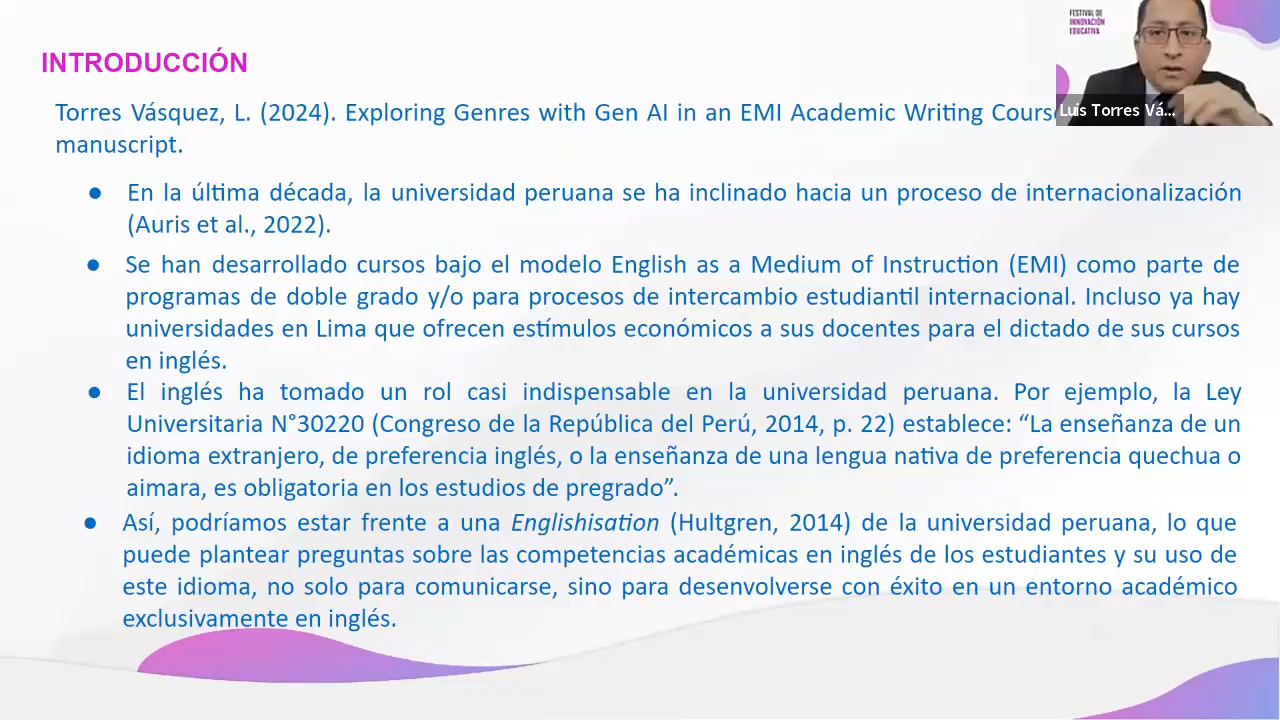 FESTIVAL DE
INNOVACIÓN
EDUCATIVA
INTRODUCCIÓN
Luis Torres Vá...
Torres Vásquez, L. (2024). Exploring Genres with Gen AI in an EMI Academic Writing
manuscript.
● En la última década, la universidad peruana se ha inclinado hacia un proceso de internacionalización
(Auris et al., 2022).
● Se han desarrollado cursos bajo el modelo English as a Medium of Instruction (EMI) como parte de
programas de doble grado y/o para procesos de intercambio estudiantil internacional. Incluso ya hay
universidades en Lima que ofrecen estímulos económicos a sus docentes para el dictado de sus cursos
en inglés.
● El inglés ha tomado un rol casi indispensable en la universidad peruana. Por ejemplo, la Ley
Universitaria N°30220 (Congreso de la República del Perú, 2014, p. 22) establece: “La enseñanza de un
idioma extranjero, de preferencia inglés, o la enseñanza de una lengua nativa de preferencia quechua o
aimara, es obligatoria en los estudios de pregrado”.
● Así, podríamos estar frente a una Englishisation (Hultgren, 2014) de la universidad peruana, lo que
puede plantear preguntas sobre las competencias académicas en inglés de los estudiantes y su uso de
este idioma, no solo para comunicarse, sino para desenvolverse con éxito en un entorno académico
exclusivamente en inglés.